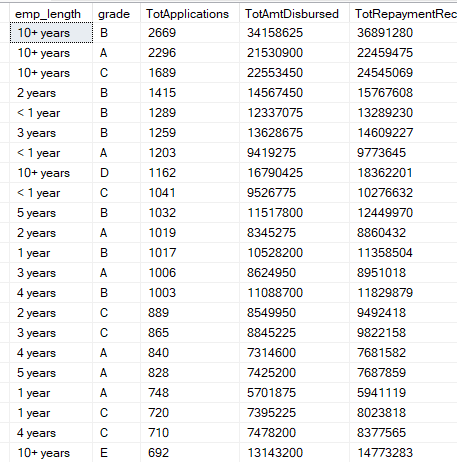 emp_length grade TotApplications TotAmtDisbursed TotRepaymentRec
10+ years B 2669 34158625 36891280
10+ years A 2296 21530900 22459475
10+ years C 1689 22553450 24545069
2 years B 1415 14567450 15767608
< 1 year B 1289 12337075 13289230
3 years B 1259 13628675 14609227
< 1 year A 1203 9419275 9773645
10+ years D 1162 16790425 18362201
< 1 year C 1041 9526775 10276632
5 years B 1032 11517800 12449970
2 years A 1019 8345275 8860432
1 year B 1017 10528200 11358504
3 years A 1006 8624950 8951018
4 years B 1003 11088700 11829879
2 years C 889 8549950 9492418
3 years C 865 8845225 9822158
4 years A 840 7314600 7681582
5 years A 828 7425200 7687859
1 year A 748 5701875 5941119
1 year C 720 7395225 8023818
4 years C 710 7478200 8377565
10+ years E 692 13143200 14773283